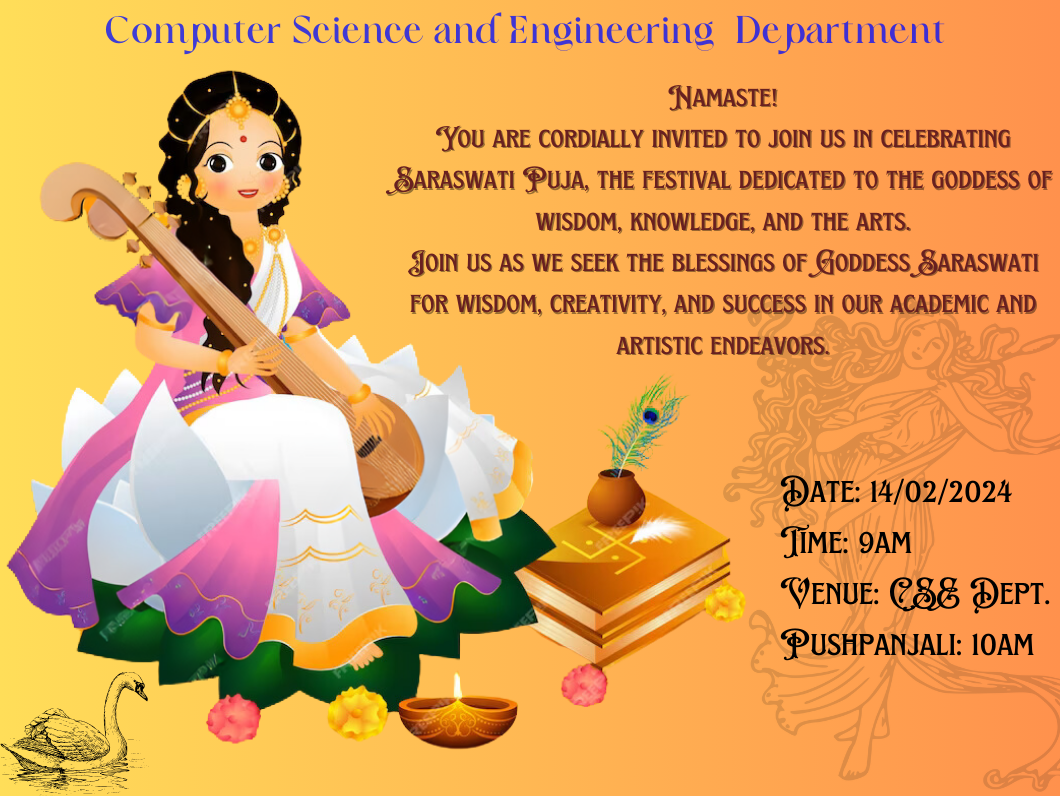 Computer Science and Engineering Department
Namaste!
You are cordially invited to join us in celebrating
Saraswati Puja, the festival dedicated to the goddess of
wisdom, knowledge, and the arts.
Join us as we seek the blessings of Goddess Saraswati
for wisdom, creativity, and success in our academic and
artistic endeavors.
Date: 14/02/2024
Time: 9AM
Venue: CSE Dept.
Pushpanjali: 10AM